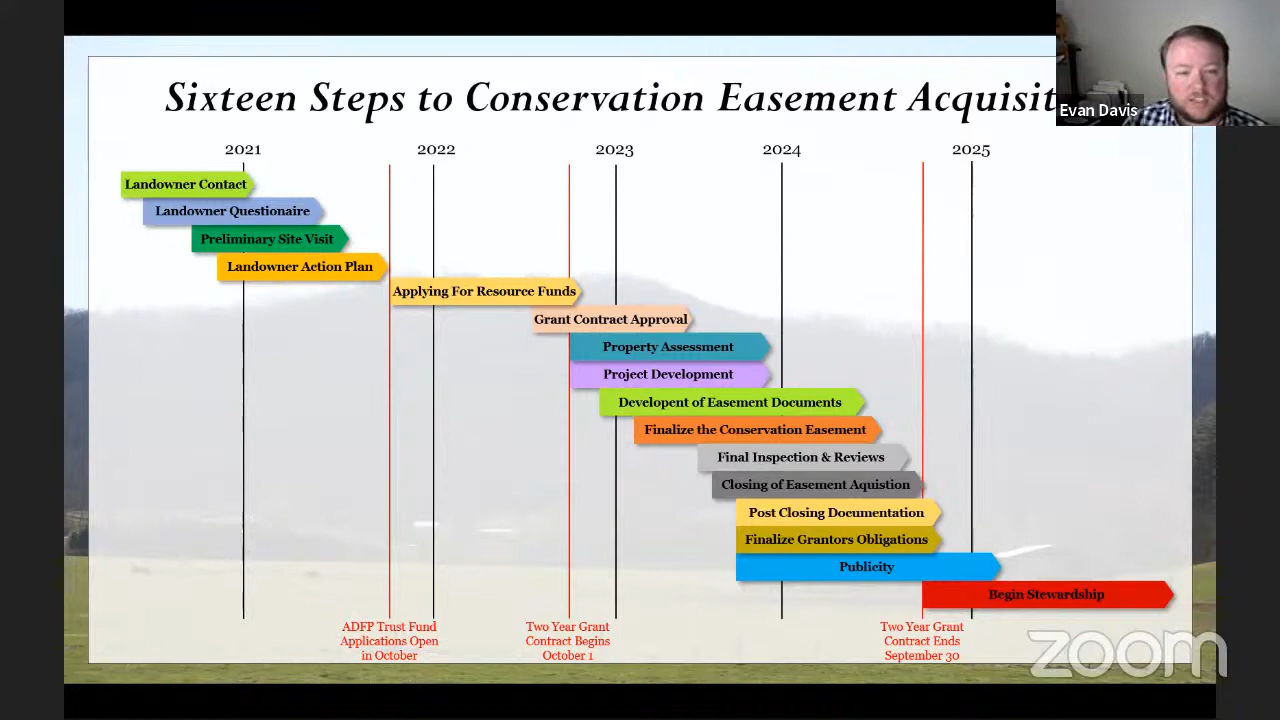 Sixteen Steps to Conservation Easement Acquisit
Evan Davis
2021 2022 2023 2024 2025
Landowner Contact
Landowner Questionaire
Preliminary Site Visit
Landowner Action Plan
Applying For Resource Funds
Grant Contract Approval
Property Assessment
Project Development
Developent of Easement Documents
Finalize the Conservation Easement
Final Inspection & Reviews
Closing of Easement Aquistion
Post Closing Documentation
Finalize Grantors Obligations
Publicity
Begin Stewardship
ADFP Trust Fund
Applications Open
in October
Two Year Grant
Contract Begins
October 1
Two Year Grant
Contract Ends
September 30
zoom